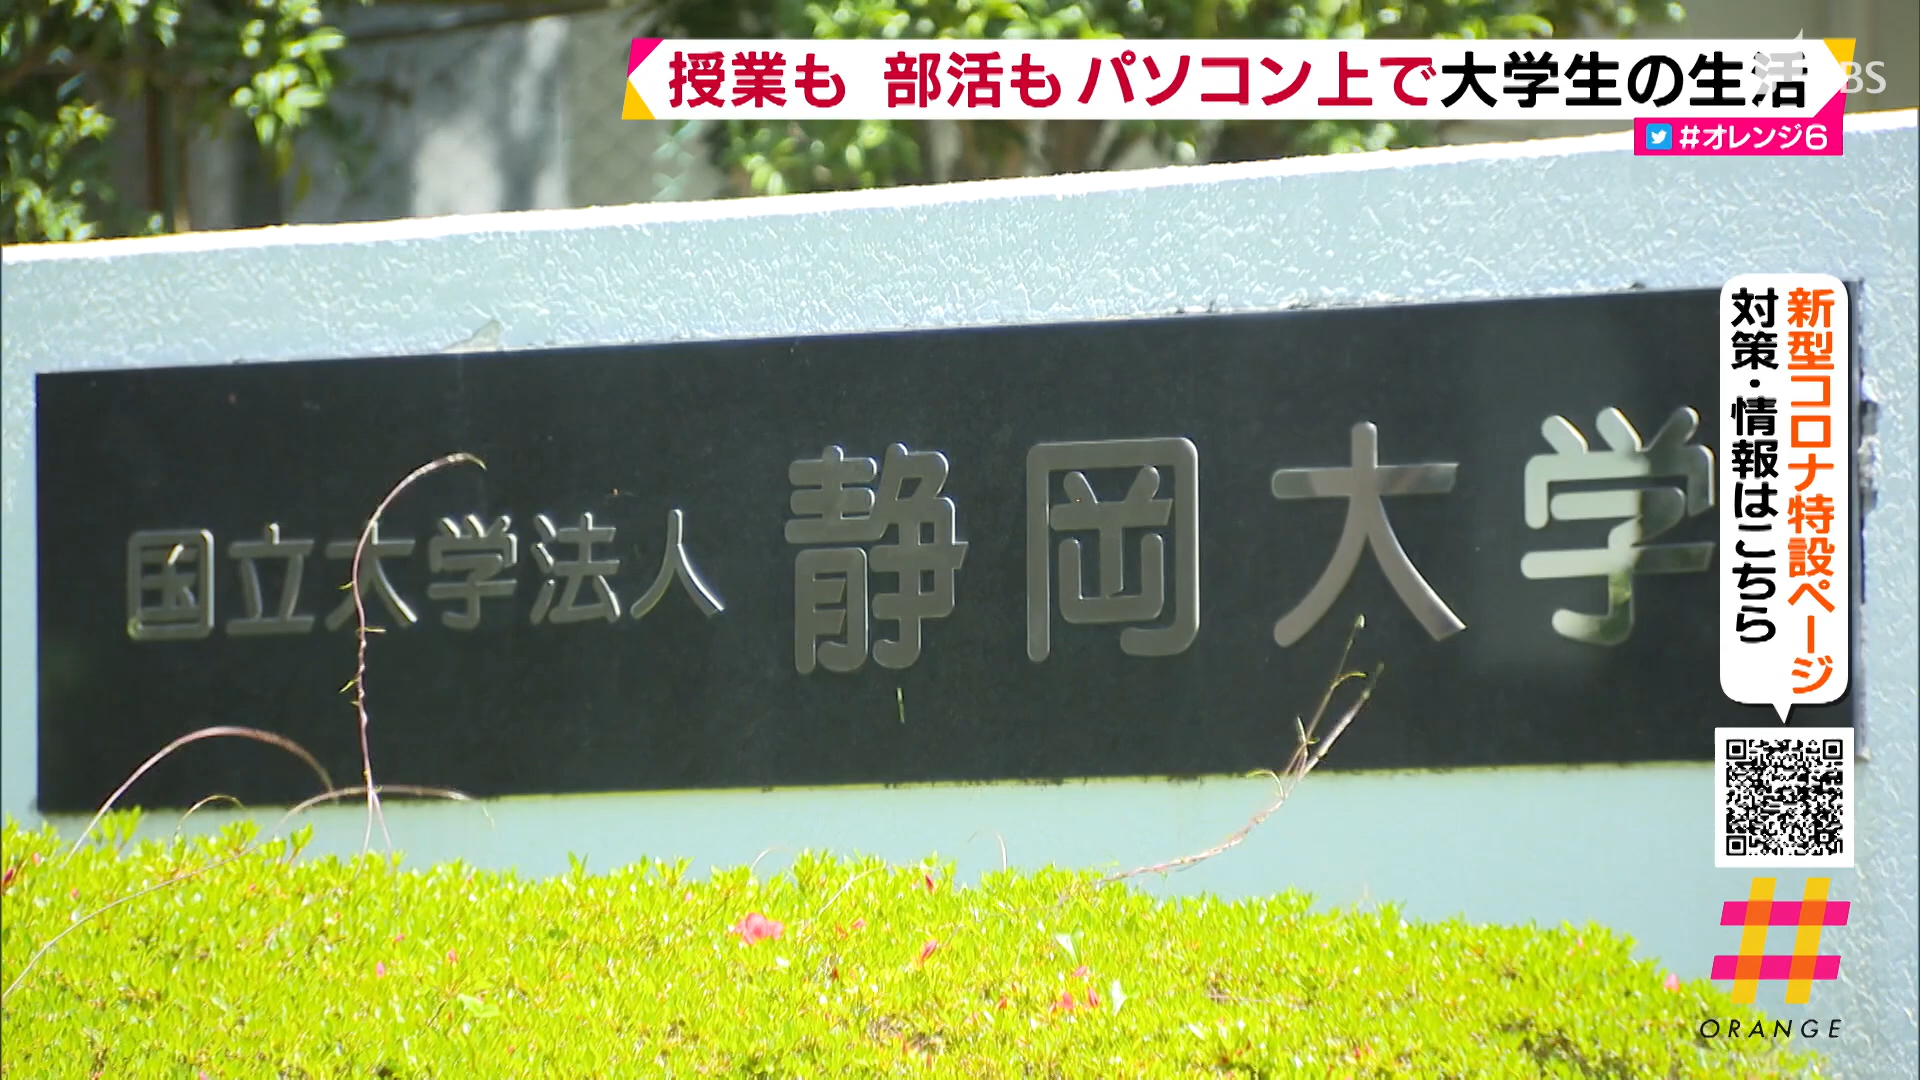 授業も 部活も パソコン上で大学生の生活
BS
#オレンジ6
新型コロナ特設ページ
対策・情報はこちら
国立大学法人 静岡大学
ORANGE